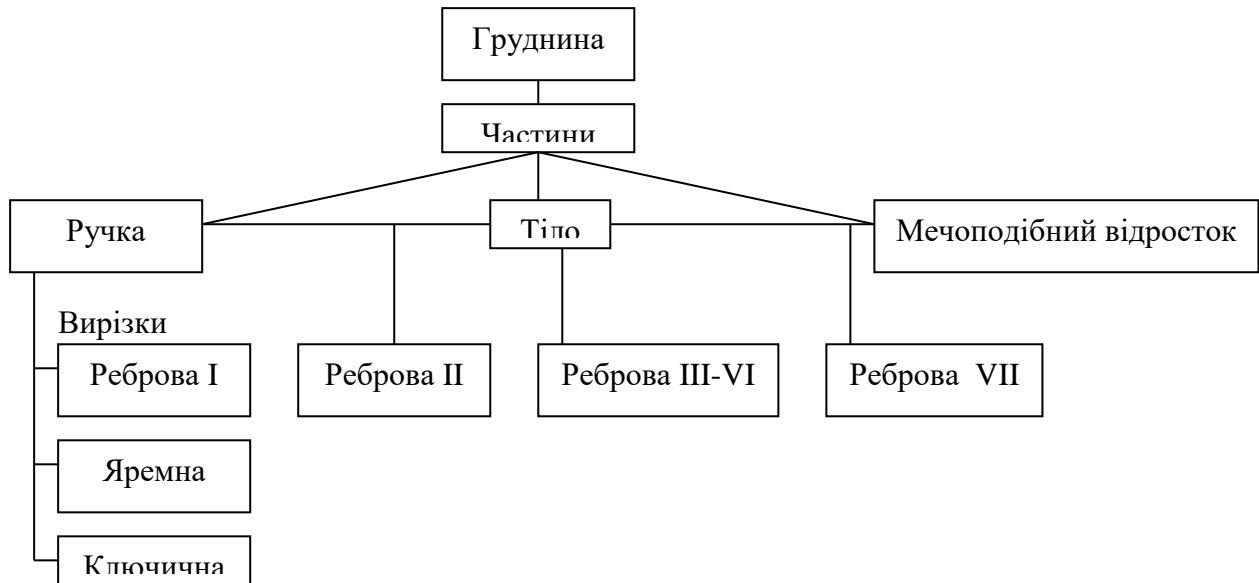 Груднина
Частини
Ручка
Тіло
Мечоподібний відросток
Вирізки
Реброва I
Реброва II
Реброва III-VI
Реброва VII
Яремна
Ключична